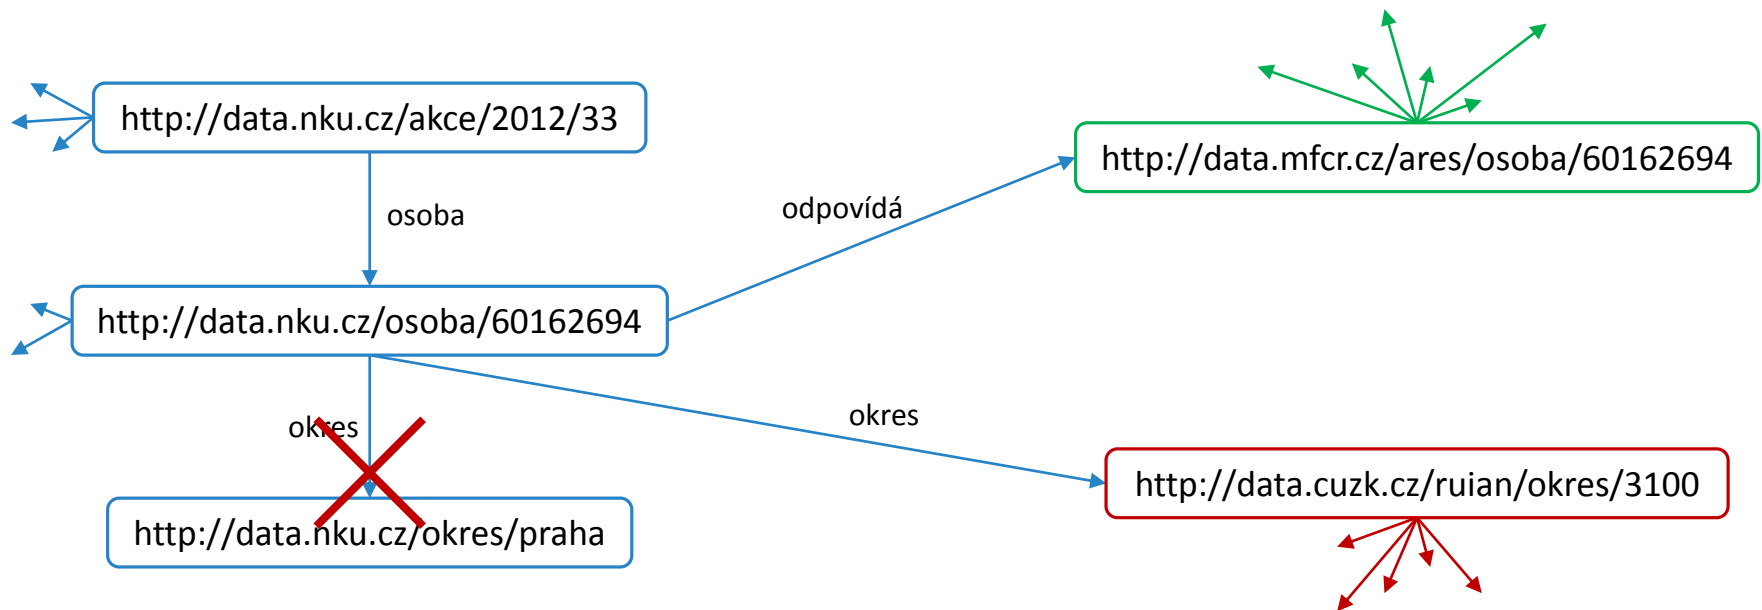 http://data.nku.cz/akce/2012/33
http://data.mfcr.cz/ares/osoba/60162694
osoba
odpovídá
http://data.nku.cz/osoba/60162694
okres
okres
http://data.cuzk.cz/ruian/okres/3100
http://data.nku.cz/okres/praha